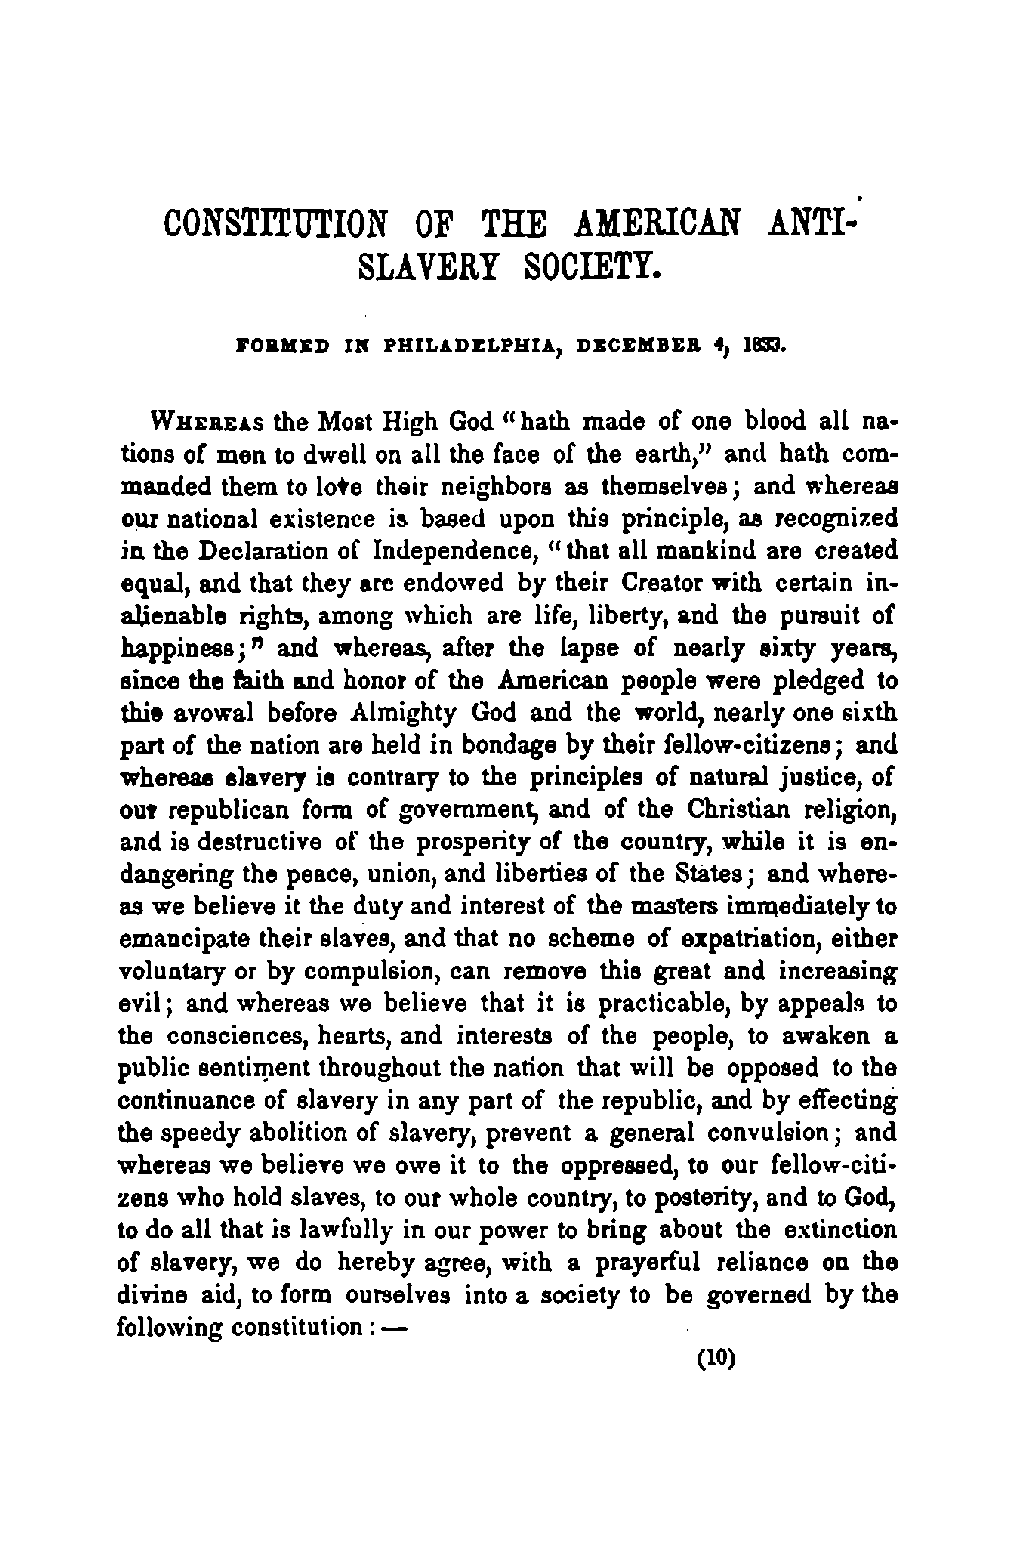 CONSTITUTION OF THE AMERICAN ANTI-
SLAVERY SOCIETY.
FORMED IN PHILADELPHIA, DECEMBER 4, 1833.
WHEREAS the Most High God “hath made of one blood all na-
tions of men to dwell on all the face of the earth,” and hath com-
manded them to love their neighbors as themselves; and whereas
our national existence is based upon this principle, as recognized
in the Declaration of Independence, “that all mankind are created
equal, and that they are endowed by their Creator with certain in-
alienable rights, among which are life, liberty, and the pursuit of
happiness;” and whereas, after the lapse of nearly sixty years,
since the faith and honor of the American people were pledged to
this avowal before Almighty God and the world, nearly one sixth
part of the nation are held in bondage by their fellow-citizens; and
whereas slavery is contrary to the principles of natural justice, of
our republican form of government, and of the Christian religion,
and is destructive of the prosperity of the country, while it is en-
dangering the peace, union, and liberties of the States; and where-
as we believe it the duty and interest of the masters immediately to
emancipate their slaves, and that no scheme of expatriation, either
voluntary or by compulsion, can remove this great and increasing
evil; and whereas we believe that it is practicable, by appeals to
the consciences, hearts, and interests of the people, to awaken a
public sentiment throughout the nation that will be opposed to the
continuance of slavery in any part of the republic, and by effecting
the speedy abolition of slavery, prevent a general convulsion; and
whereas we believe we owe it to the oppressed, to our fellow-citi-
zens who hold slaves, to our whole country, to posterity, and to God,
to do all that is lawfully in our power to bring about the extinction
of slavery, we do hereby agree, with a prayerful reliance on the
divine aid, to form ourselves into a society to be governed by the
following constitution:—
(10)